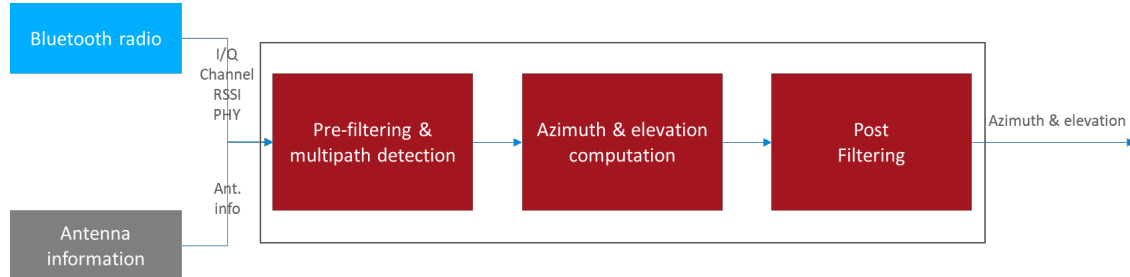 Bluetooth radio
I/Q
Channel
RSSI
PHY
Pre-filtering &
multipath detection
Azimuth & elevation
computation
Post
Filtering
Azimuth & elevation
Ant.
info
Antenna
information